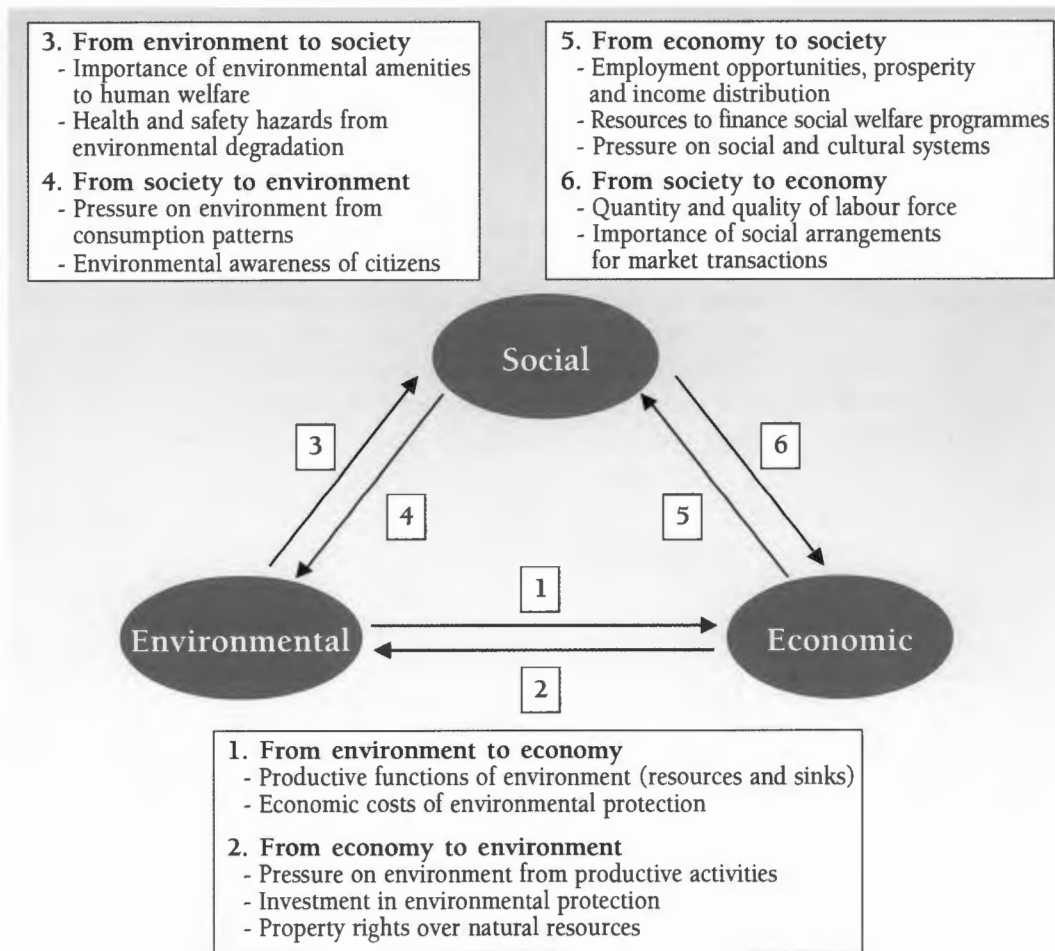 3. From environment to society
- Importance of environmental amenities
to human welfare
- Health and safety hazards from
environmental degradation
4. From society to environment
- Pressure on environment from
consumption patterns
- Environmental awareness of citizens
5. From economy to society
- Employment opportunities, prosperity
and income distribution
- Resources to finance social welfare programmes
- Pressure on social and cultural systems
6. From society to economy
- Quantity and quality of labour force
- Importance of social arrangements
for market transactions
Social
3
4
6
5
Environmental
1
2
Economic
1. From environment to economy
- Productive functions of environment (resources and sinks)
- Economic costs of environmental protection
2. From economy to environment
- Pressure on environment from productive activities
- Investment in environmental protection
- Property rights over natural resources